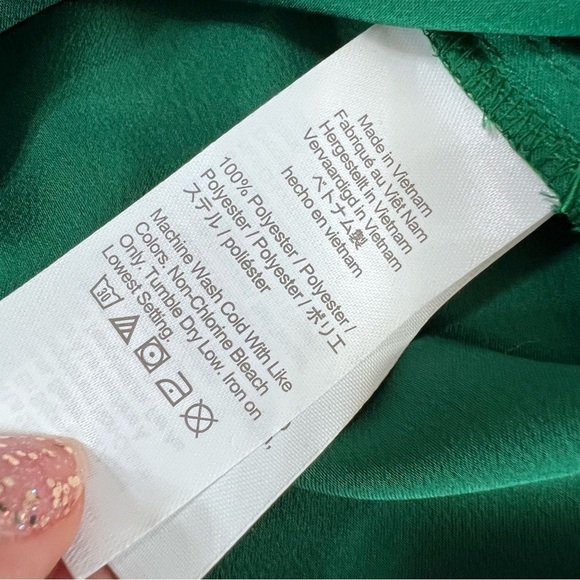 Made in Vietnam
Fabriqué au Viêt Nam
Hergestellt in Vietnam
Vervaardigd in Vietnam
ベトナム製
hecho en vietnam
100% Polyester / Polyester /
Polyester / Polyester / ポリエ
ステル / poliéster
Machine Wash Cold With Like
Colors. Non-Chlorine Bleach
Only. Tumble Dry Low. Iron on
Lowest Setting.
30